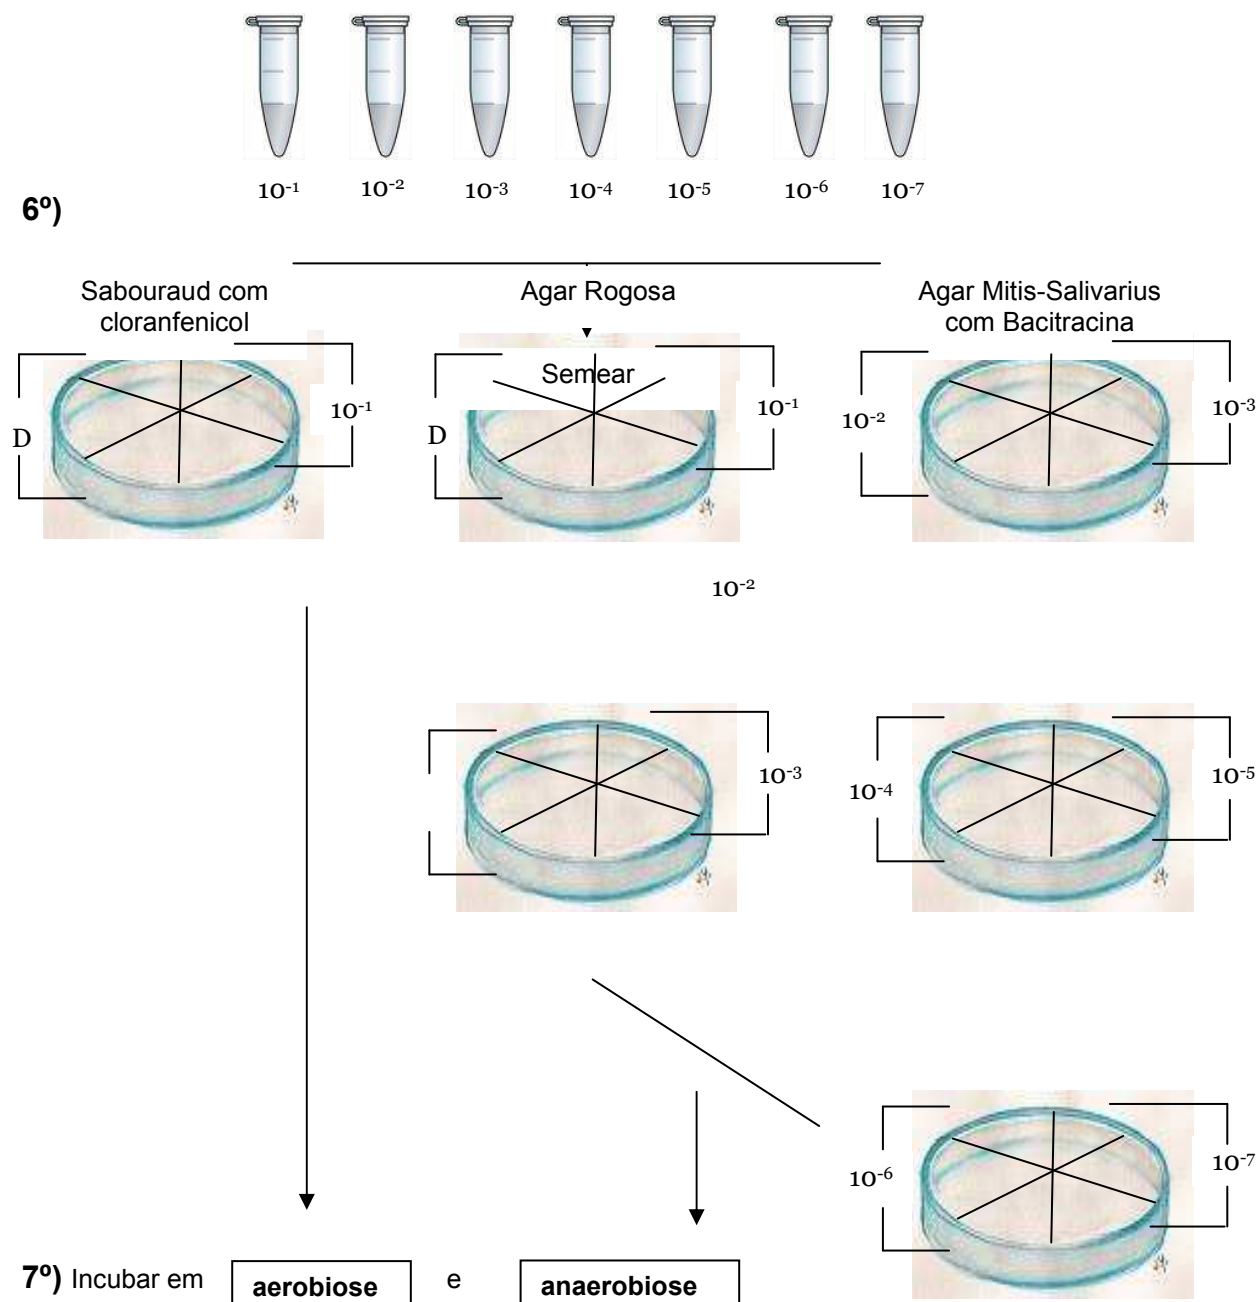 10⁻¹ 10⁻² 10⁻³ 10⁻⁴ 10⁻⁵ 10⁻⁶ 10⁻⁷
6º)
Sabouraud com
cloranfenicol
Agar Rogosa
Agar Mitis-Salivarius
com Bacitracina
Semear
D 10⁻¹ D 10⁻¹ 10⁻² 10⁻³
10⁻²
10⁻³ 10⁻⁴ 10⁻⁵
10⁻⁶ 10⁻⁷
7º) Incubar em aerobiose e anaerobiose